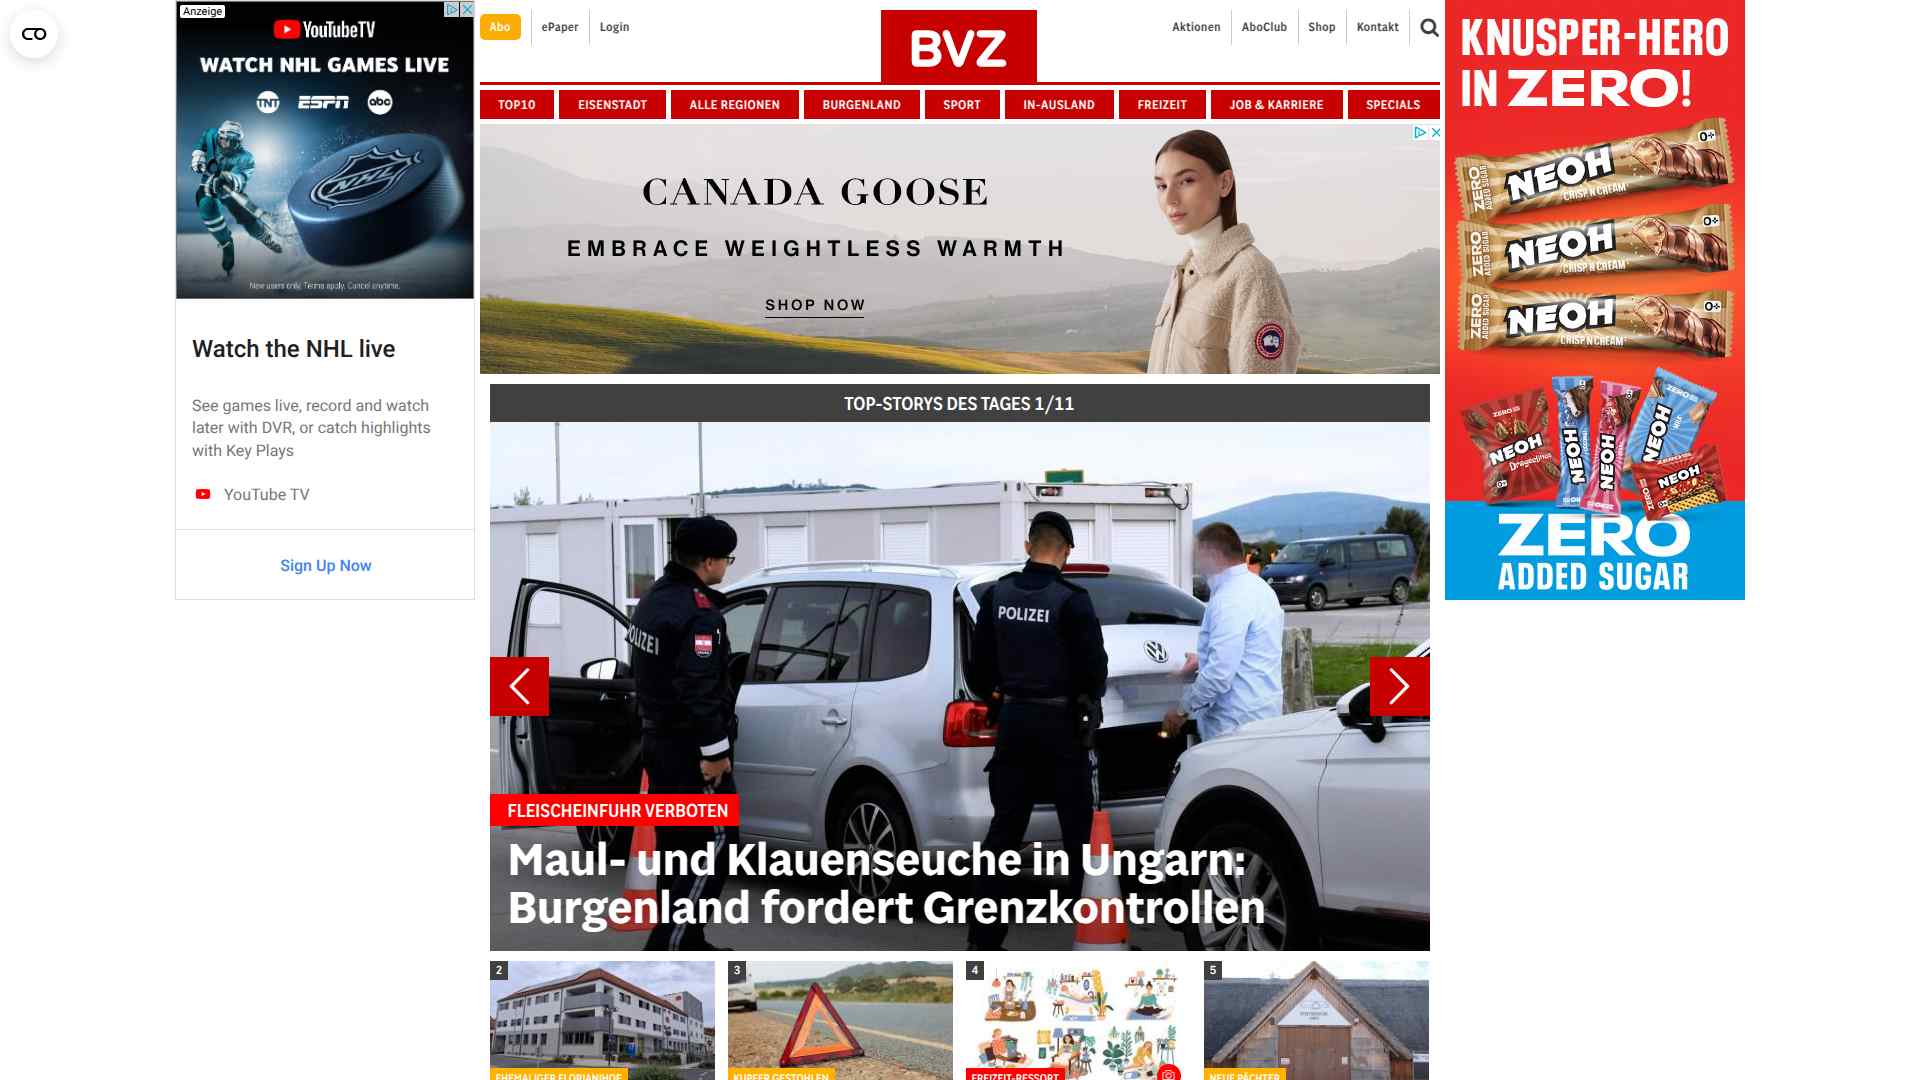 Anzeige
YouTubeTV
WATCH NHL GAMES LIVE
TNT ESPN abc
NHL
New users only. Terms apply. Cancel anytime.
Watch the NHL live
See games live, record and watch
later with DVR, or catch highlights
with Key Plays
YouTube TV
Sign Up Now
Abo ePaper Login
BVZ
Aktionen AboClub Shop Kontakt
TOP10 EISENSTADT ALLE REGIONEN BURGENLAND SPORT IN-AUSLAND FREIZEIT JOB & KARRIERE SPECIALS
CANADA GOOSE
EMBRACE WEIGHTLESS WARMTH
SHOP NOW
TOP-STORYS DES TAGES 1/11
POLIZEI
POLIZEI
FLEISCHEINFUHR VERBOTEN
Maul- und Klauenseuche in Ungarn:
Burgenland fordert Grenzkontrollen
2
EHEMALIGER FLORIANIHOF
3
KUPFER GESTOHLEN
4
FREIZEIT-RESSORT
5
NEUE PÄCHTER
KNUSPER-HERO
IN ZERO!
ZERO ADDED SUGAR NEOH CRISP'N CREAM
ZERO ADDED SUGAR NEOH CRISP'N CREAM
ZERO ADDED SUGAR NEOH CRISP'N CREAM
NEOH
NEOH
NEOH
NEOH
NEOH
ZERO
ADDED SUGAR